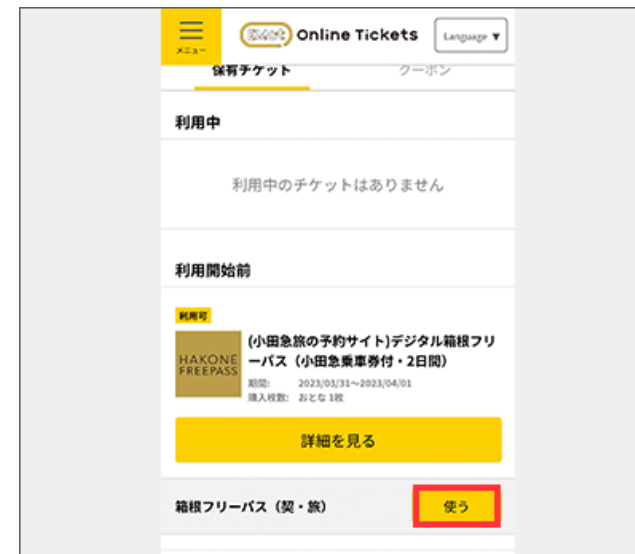 メニュー
EMot Online Tickets
Language ▼
保有チケット
クーポン
利用中
利用中のチケットはありません
利用開始前
利用可
HAKONE
FREEPASS
(小田急旅の予約サイト)デジタル箱根フリ
ーパス（小田急乗車券付・2日間）
期間: 2023/03/31～2023/04/01
購入枚数: おとな 1枚
詳細を見る
箱根フリーパス（契・旅）
使う